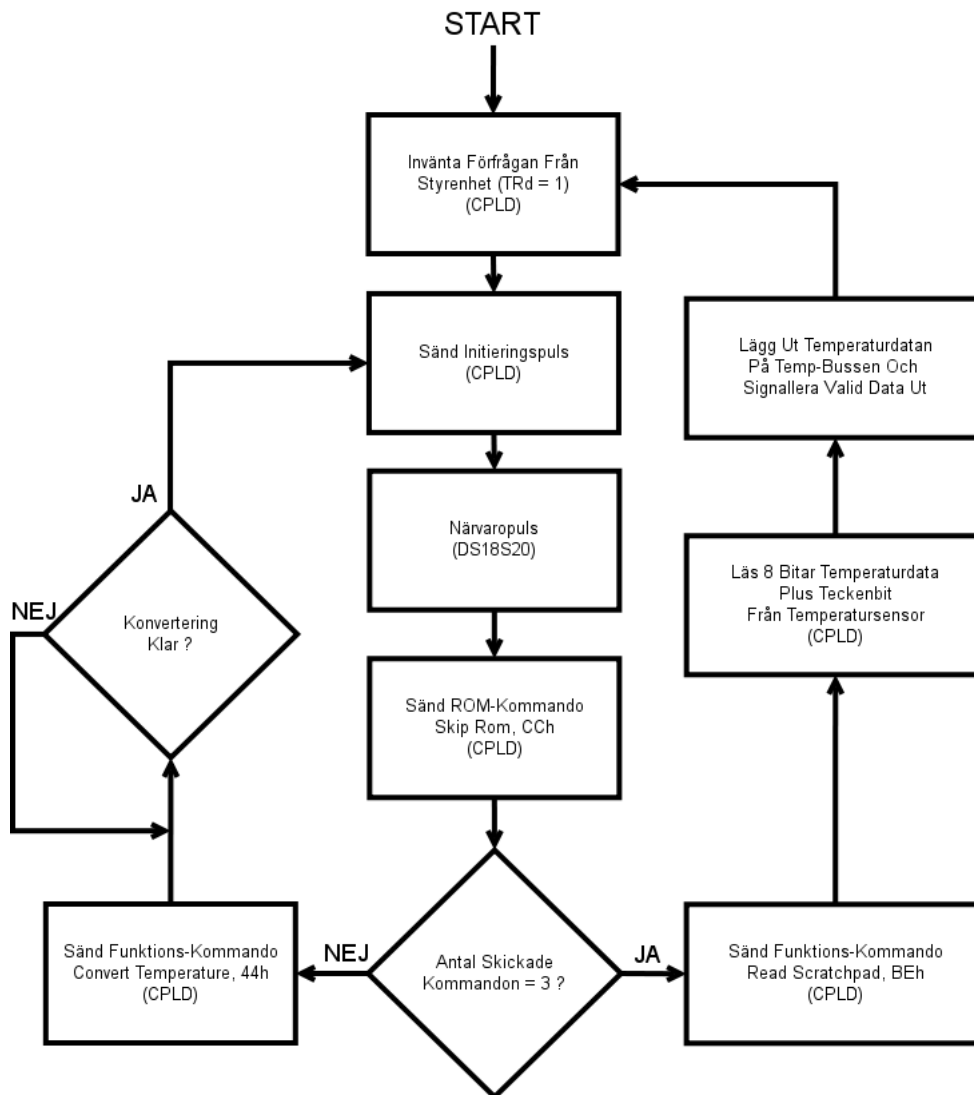 START
Invänta Förfrågan Från
Styrenhet (TRd = 1)
(CPLD)
Sänd Initieringspuls
(CPLD)
Lägg Ut Temperaturdatan
På Temp-Bussen Och
Signallera Valid Data Ut
JA
Närvaropuls
(DS18S20)
NEJ
Konvertering
Klar ?
Läs 8 Bitar Temperaturdata
Plus Teckenbit
Från Temperatursensor
(CPLD)
Sänd ROM-Kommando
Skip Rom, CCh
(CPLD)
Sänd Funktions-Kommando
Convert Temperature, 44h
(CPLD)
NEJ
Antal Skickade
Kommandon = 3 ?
JA
Sänd Funktions-Kommando
Read Scratchpad, BEh
(CPLD)